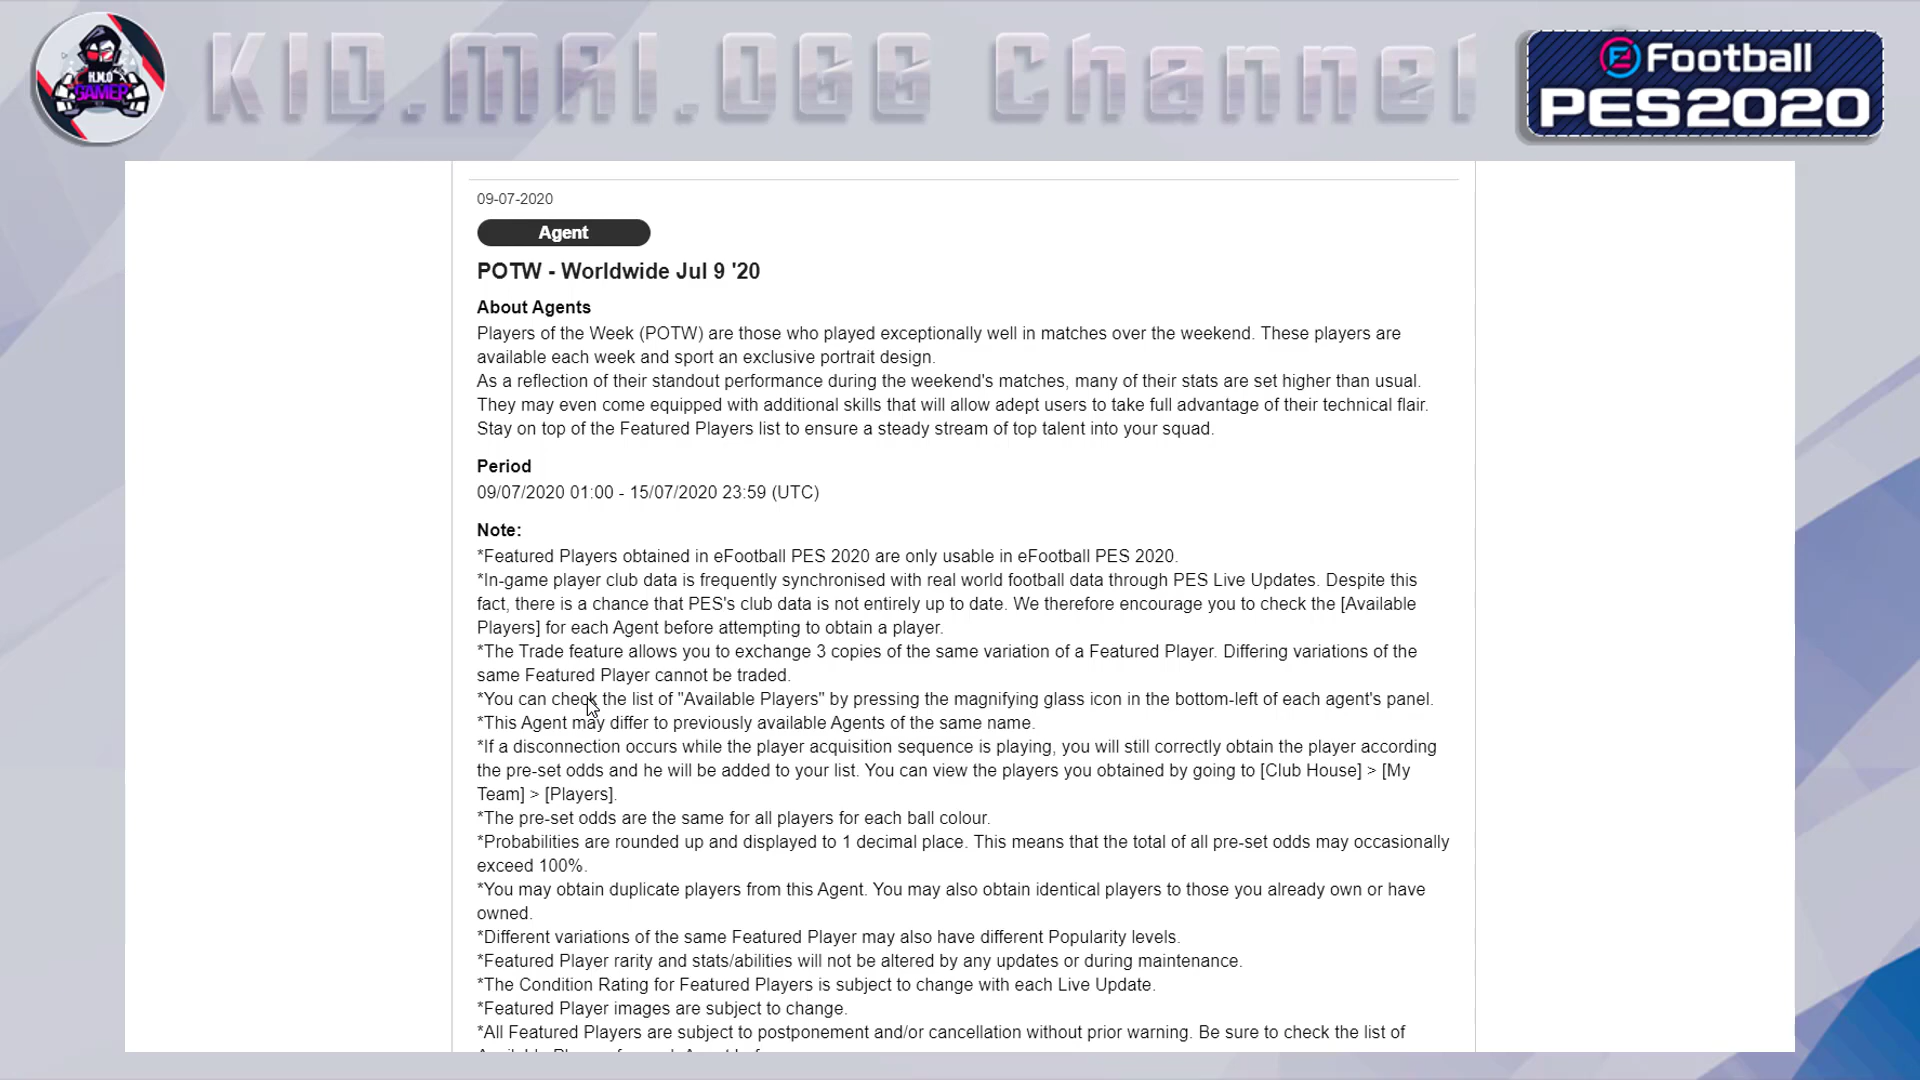 H.M.O
GAMER
KID.MAI.OGG Channel
eFootball
PES2020
09-07-2020
Agent
POTW - Worldwide Jul 9 '20
About Agents
Players of the Week (POTW) are those who played exceptionally well in matches over the weekend. These players are
available each week and sport an exclusive portrait design.
As a reflection of their standout performance during the weekend's matches, many of their stats are set higher than usual.
They may even come equipped with additional skills that will allow adept users to take full advantage of their technical flair.
Stay on top of the Featured Players list to ensure a steady stream of top talent into your squad.
Period
09/07/2020 01:00 - 15/07/2020 23:59 (UTC)
Note:
*Featured Players obtained in eFootball PES 2020 are only usable in eFootball PES 2020.
*In-game player club data is frequently synchronised with real world football data through PES Live Updates. Despite this
fact, there is a chance that PES's club data is not entirely up to date. We therefore encourage you to check the [Available
Players] for each Agent before attempting to obtain a player.
*The Trade feature allows you to exchange 3 copies of the same variation of a Featured Player. Differing variations of the
same Featured Player cannot be traded.
*You can check the list of "Available Players" by pressing the magnifying glass icon in the bottom-left of each agent's panel.
*This Agent may differ to previously available Agents of the same name.
*If a disconnection occurs while the player acquisition sequence is playing, you will still correctly obtain the player according
the pre-set odds and he will be added to your list. You can view the players you obtained by going to [Club House] > [My
Team] > [Players].
*The pre-set odds are the same for all players for each ball colour.
*Probabilities are rounded up and displayed to 1 decimal place. This means that the total of all pre-set odds may occasionally
exceed 100%.
*You may obtain duplicate players from this Agent. You may also obtain identical players to those you already own or have
owned.
*Different variations of the same Featured Player may also have different Popularity levels.
*Featured Player rarity and stats/abilities will not be altered by any updates or during maintenance.
*The Condition Rating for Featured Players is subject to change with each Live Update.
*Featured Player images are subject to change.
*All Featured Players are subject to postponement and/or cancellation without prior warning. Be sure to check the list of